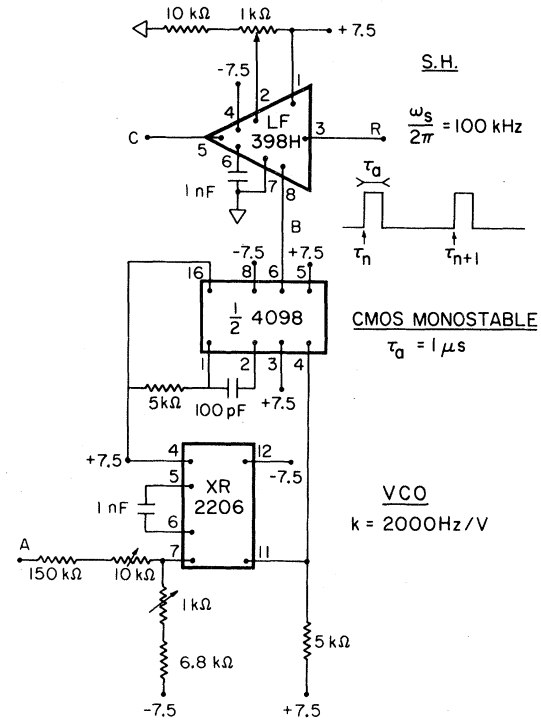 10 kΩ 1kΩ
+7.5
S.H.
-7.5
1
2
4
LF
398H
3 R
C
5
6
7
8
1 nF
ωs/2π = 100 kHz
τa
τn τn+1
B
-7.5 +7.5
16 8 6 5
1/2 4098
CMOS MONOSTABLE
τa = 1 μs
1 2 3 4
5kΩ
100 pF +7.5
+7.5
4 12
-7.5
5
XR
2206
1 nF
6
VCO
k = 2000Hz/V
A
7 11
150 kΩ 10 kΩ
1 kΩ
5 kΩ
6.8 kΩ
-7.5 +7.5